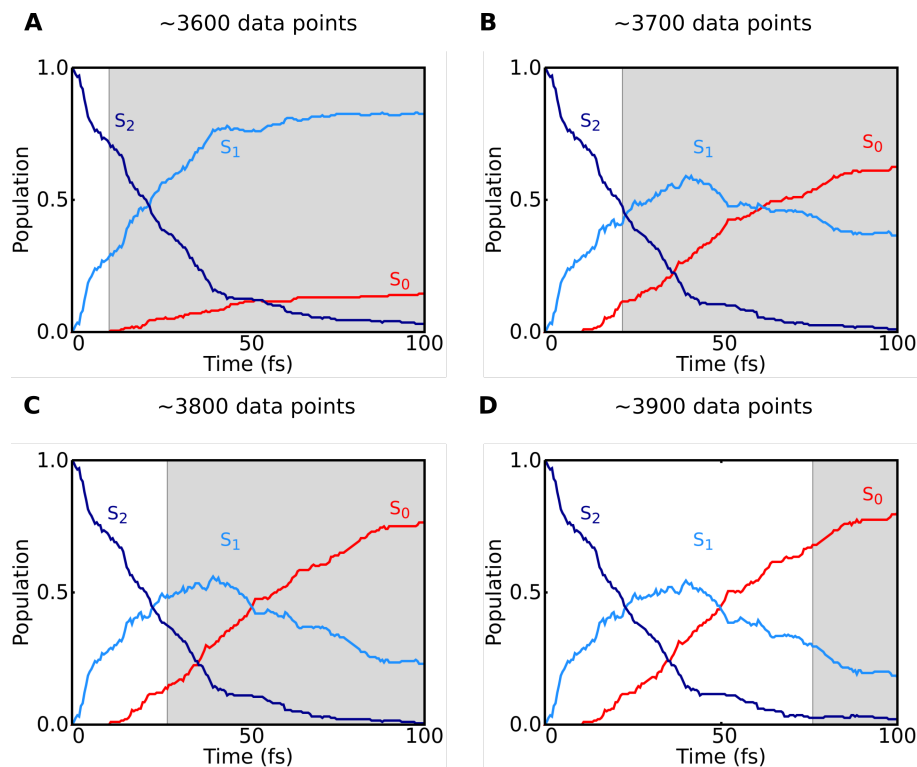 A ~3600 data points
1.0
0.5
0.0
Population
S2
S1
S0
0 50 100
Time (fs)
B ~3700 data points
1.0
0.5
0.0
Population
S2
S1
S0
0 50 100
Time (fs)
C ~3800 data points
1.0
0.5
0.0
Population
S2
S1
S0
0 50 100
Time (fs)
D ~3900 data points
1.0
0.5
0.0
Population
S2
S1
S0
0 50 100
Time (fs)